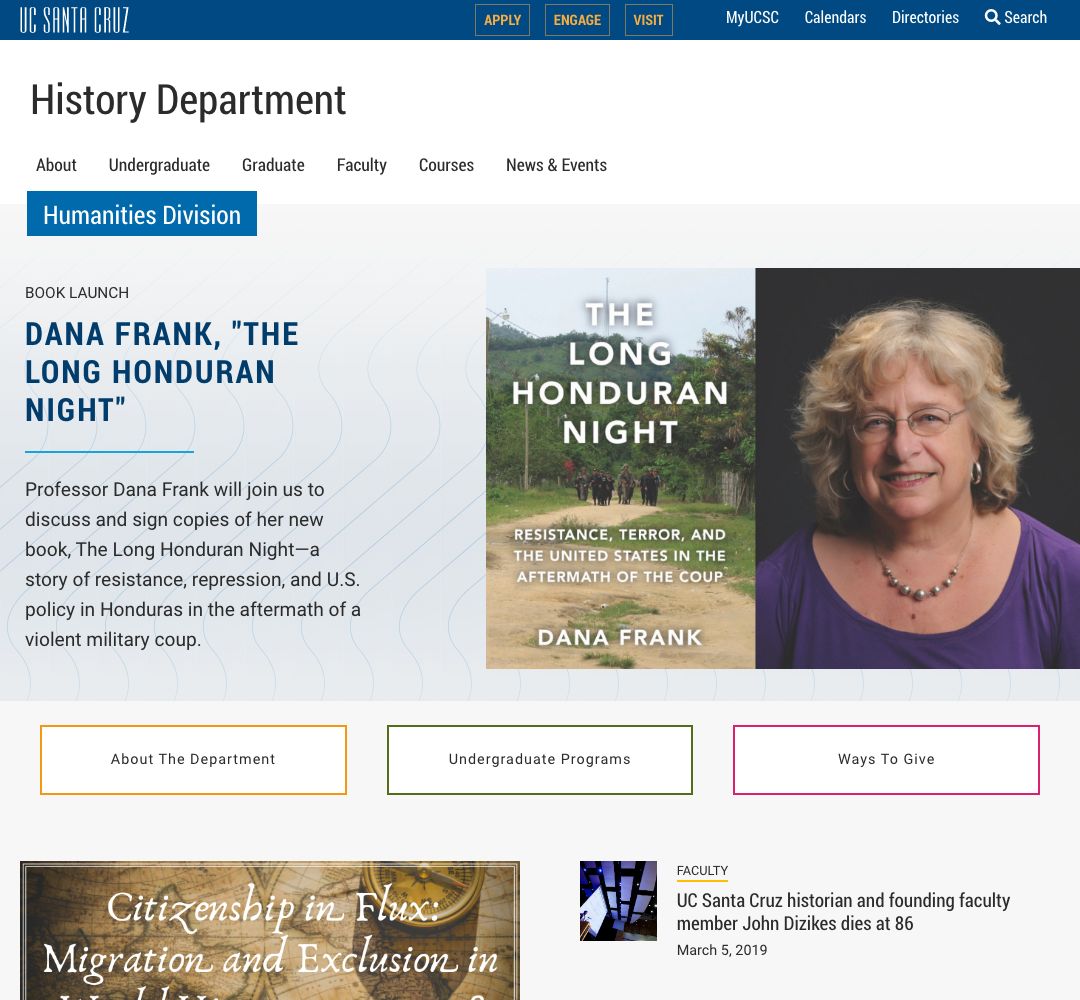 UC SANTA CRUZ
APPLY
ENGAGE
VISIT
MyUCSC
Calendars
Directories
Search
History Department
About
Undergraduate
Graduate
Faculty
Courses
News & Events
Humanities Division
BOOK LAUNCH
DANA FRANK, "THE
LONG HONDURAN
NIGHT"
Professor Dana Frank will join us to
discuss and sign copies of her new
book, The Long Honduran Night—a
story of resistance, repression, and U.S.
policy in Honduras in the aftermath of a
violent military coup.
THE
LONG
HONDURAN
NIGHT
RESISTANCE, TERROR, AND
THE UNITED STATES IN THE
AFTERMATH OF THE COUP
DANA FRANK
About The Department
Undergraduate Programs
Ways To Give
Citizenship in Flux:
Migration and Exclusion in
FACULTY
UC Santa Cruz historian and founding faculty
member John Dizikes dies at 86
March 5, 2019